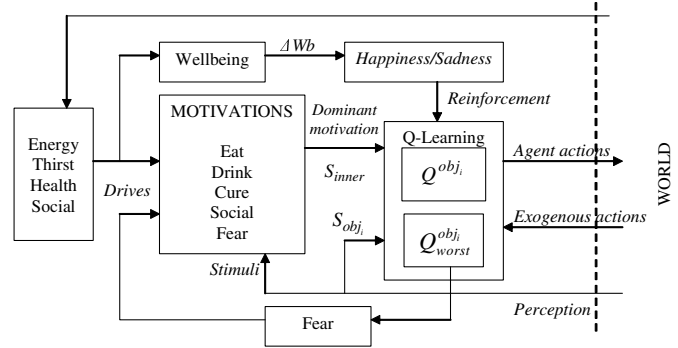 Wellbeing
ΔWb
Happiness/Sadness
Reinforcement
Energy
Thirst
Health
Social
Drives
MOTIVATIONS
Eat
Drink
Cure
Social
Fear
Stimuli
Dominant
motivation
S_inner
S_obj_i
Q-Learning
Q^obj_i
Q^obj_i_worst
Agent actions
Exogenous actions
Perception
WORLD
Fear